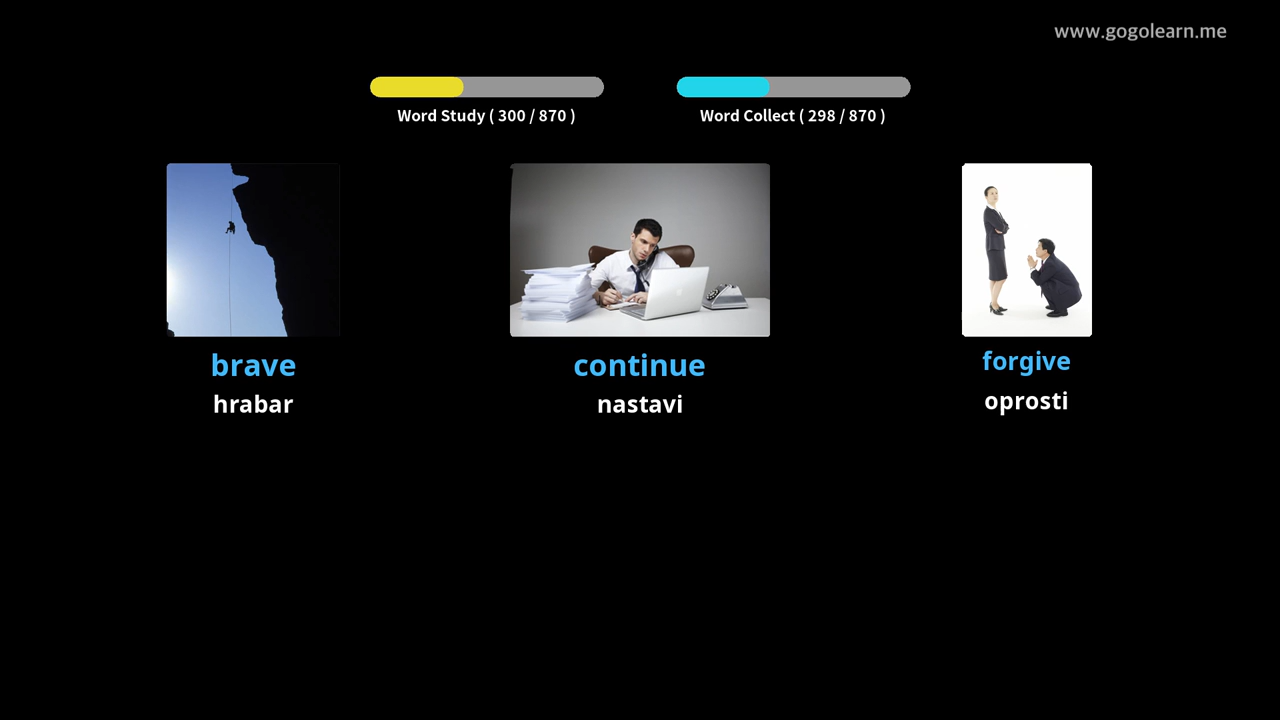 www.gogolearn.me
Word Study ( 300 / 870 )
Word Collect ( 298 / 870 )
brave
hrabar
continue
nastavi
forgive
oprosti